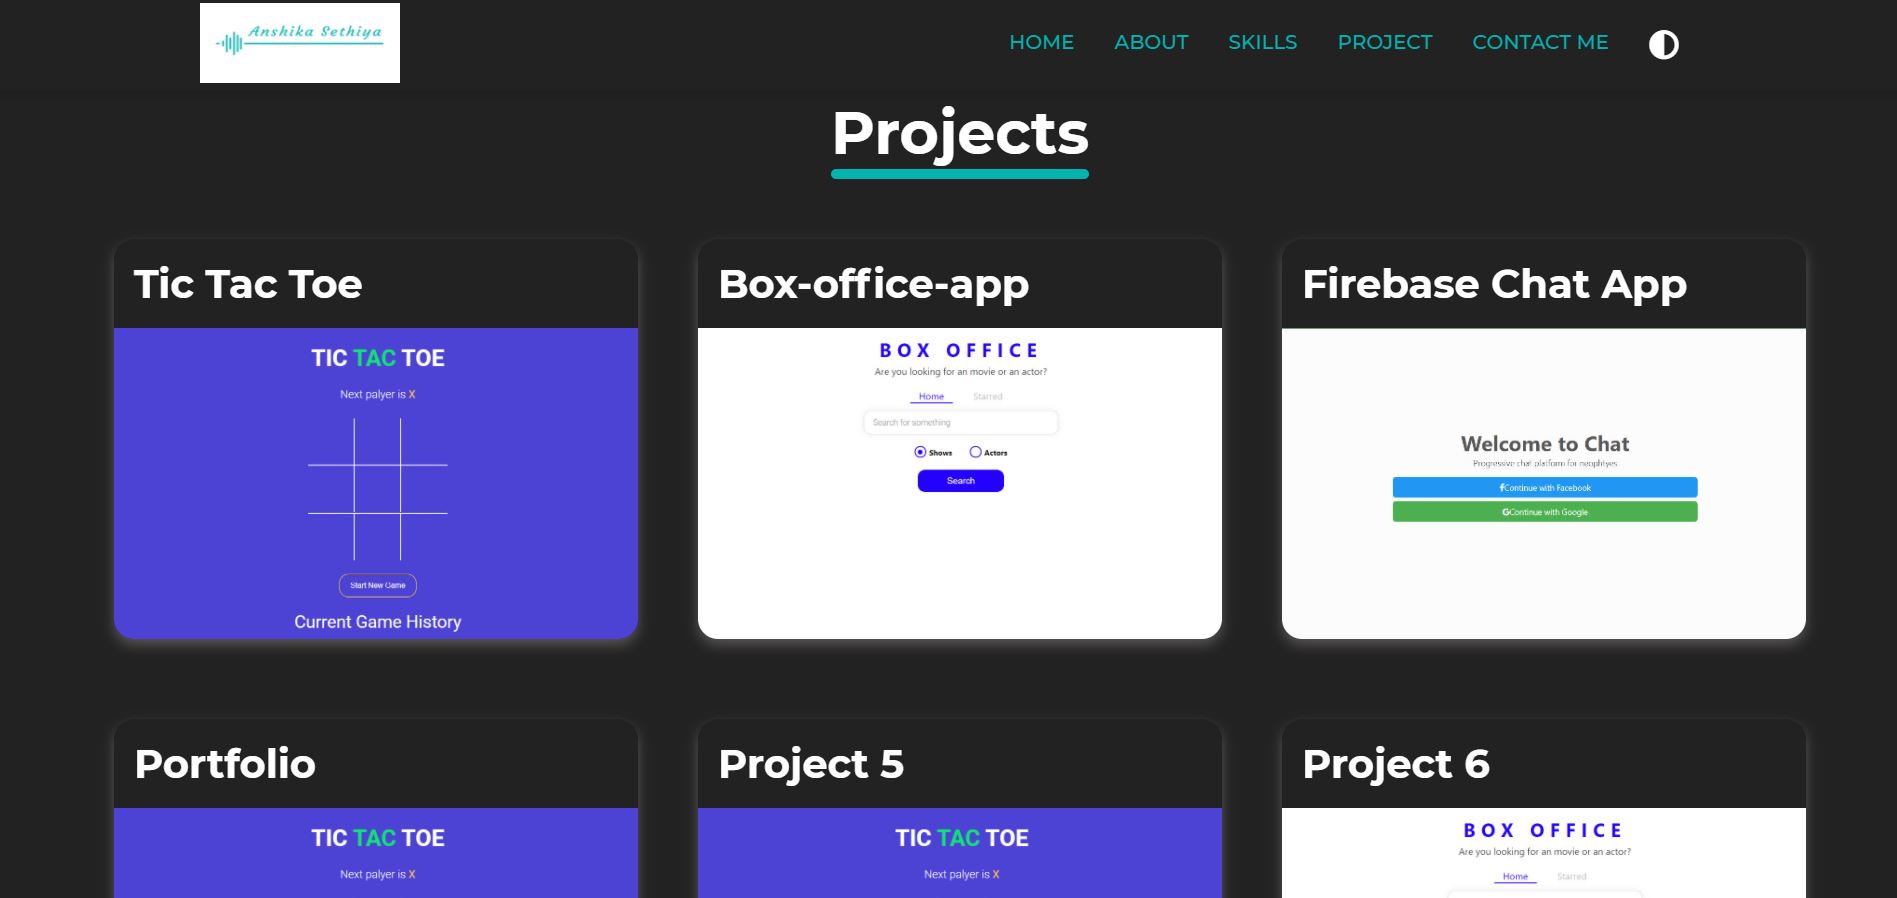 Anshika Sethiya
HOME ABOUT SKILLS PROJECT CONTACT ME
Projects
Tic Tac Toe
TIC TAC TOE
Next palyer is X
Start New Game
Current Game History
Box-office-app
BOX OFFICE
Are you looking for an movie or an actor?
Home Starred
Search for something
Shows Actors
Search
Firebase Chat App
Welcome to Chat
Progressive chat platform for neophtyes
Continue with Facebook
Continue with Google
Portfolio
TIC TAC TOE
Next palyer is X
Project 5
TIC TAC TOE
Next palyer is X
Project 6
BOX OFFICE
Are you looking for an movie or an actor?
Home Starred